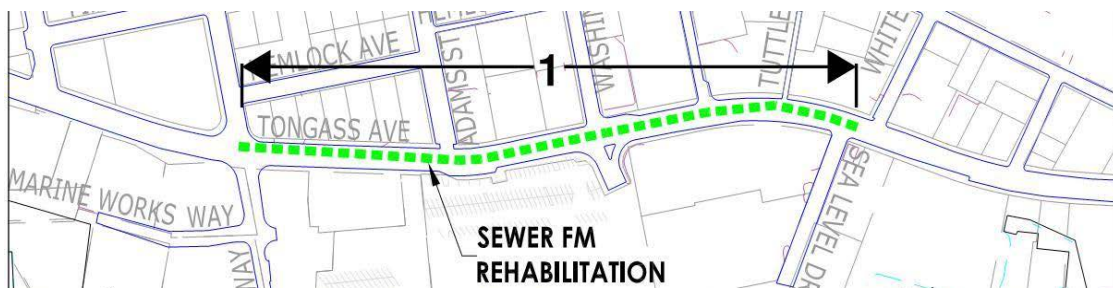 HEMLOCK AVE
1
ADAMS ST
TUTTLE
WHITE
TONGASS AVE
MARINE WORKS WAY
WAY
SEWER FM
REHABILITATION
SEA LEVEL DR